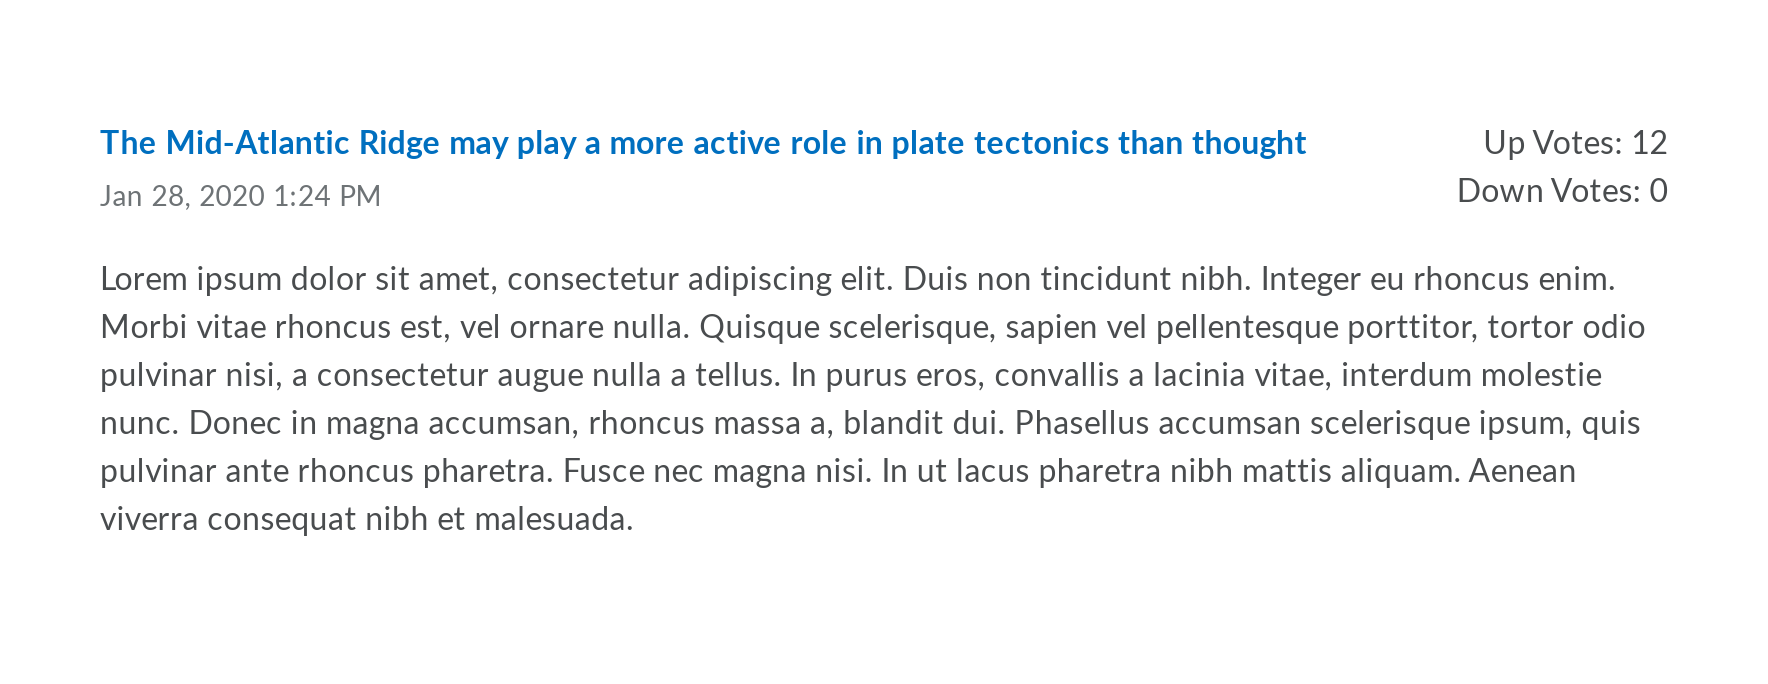 The Mid-Atlantic Ridge may play a more active role in plate tectonics than thought
Up Votes: 12
Jan 28, 2020 1:24 PM
Down Votes: 0
Lorem ipsum dolor sit amet, consectetur adipiscing elit. Duis non tincidunt nibh. Integer eu rhoncus enim.
Morbi vitae rhoncus est, vel ornare nulla. Quisque scelerisque, sapien vel pellentesque porttitor, tortor odio
pulvinar nisi, a consectetur augue nulla a tellus. In purus eros, convallis a lacinia vitae, interdum molestie
nunc. Donec in magna accumsan, rhoncus massa a, blandit dui. Phasellus accumsan scelerisque ipsum, quis
pulvinar ante rhoncus pharetra. Fusce nec magna nisi. In ut lacus pharetra nibh mattis aliquam. Aenean
viverra consequat nibh et malesuada.